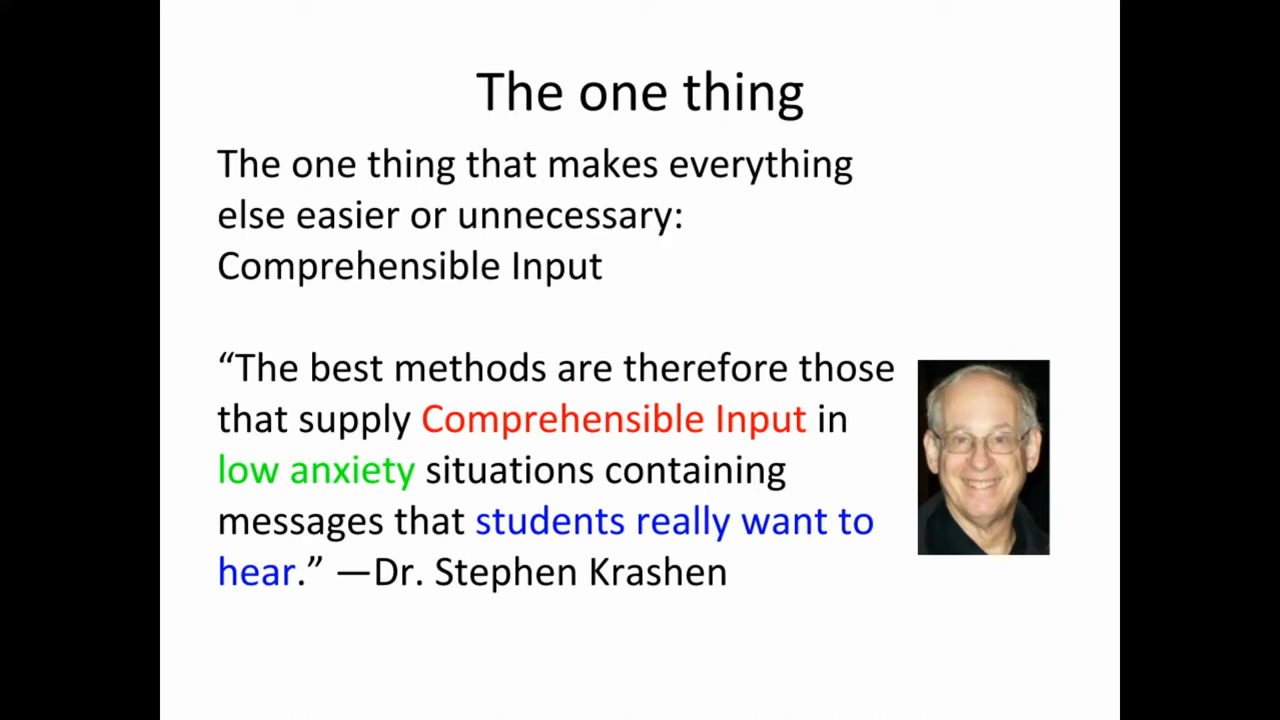 The one thing
The one thing that makes everything
else easier or unnecessary:
Comprehensible Input
“The best methods are therefore those
that supply Comprehensible Input in
low anxiety situations containing
messages that students really want to
hear.” —Dr. Stephen Krashen